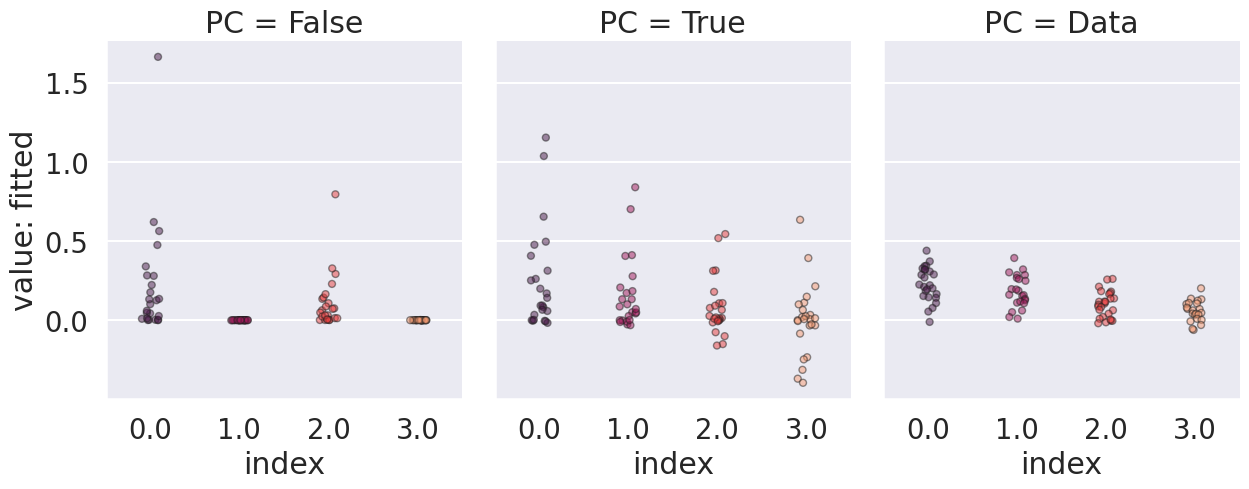 PC = False
PC = True
PC = Data
value: fitted
1.5
1.0
0.5
0.0
0.0 1.0 2.0 3.0
0.0 1.0 2.0 3.0
0.0 1.0 2.0 3.0
index
index
index